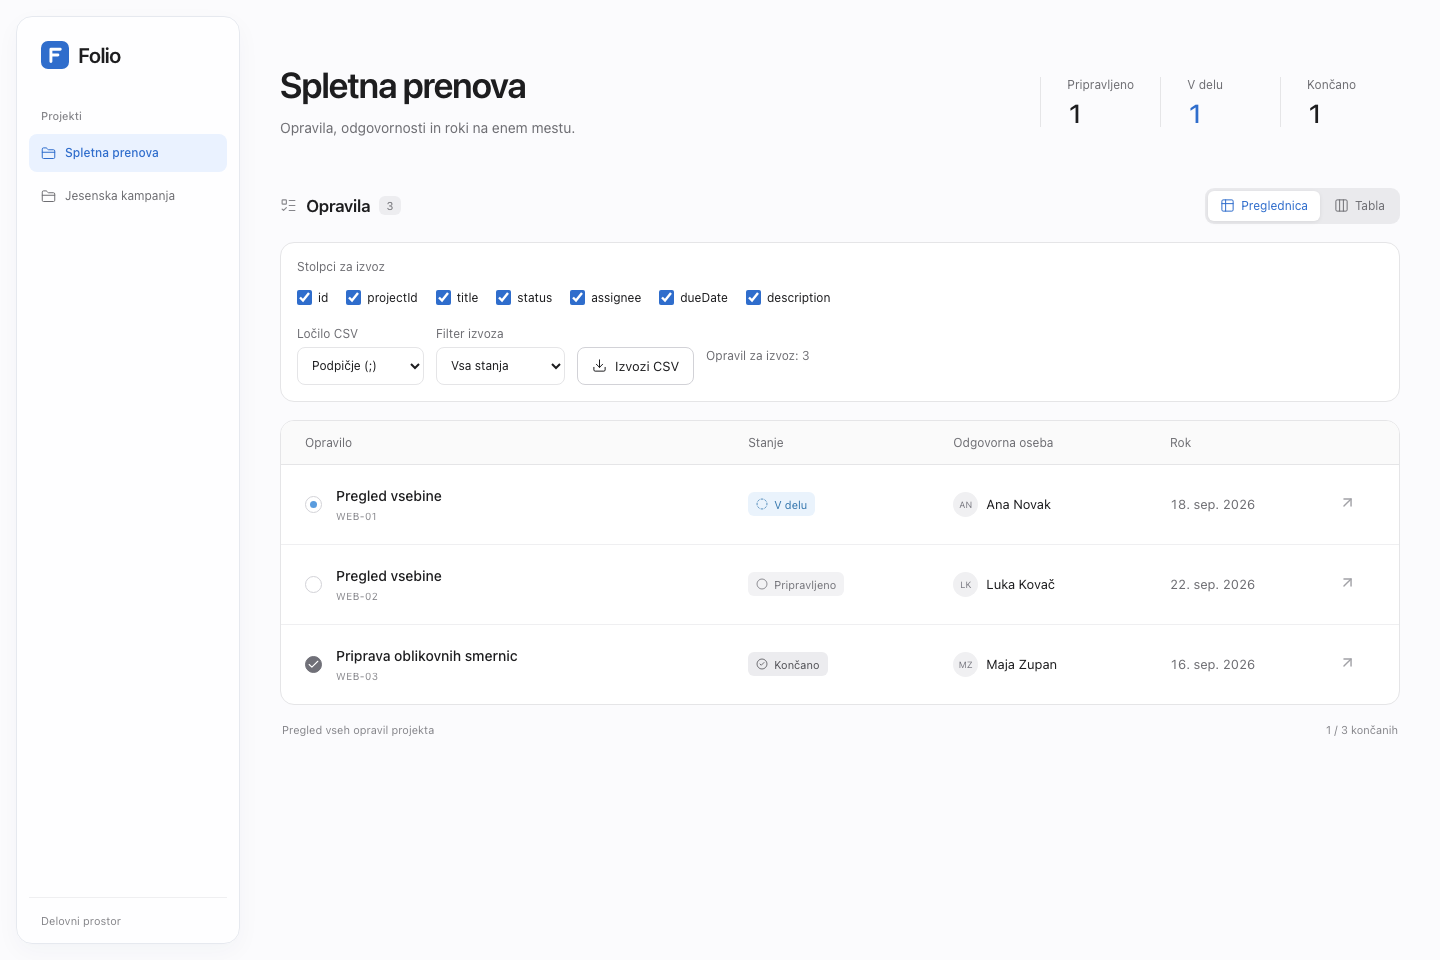 Folio
Projekti
Spletna prenova
Jesenska kampanja
Delovni prostor
Spletna prenova
Opravila, odgovornosti in roki na enem mestu.
Pripravljeno
1
V delu
1
Končano
1
Opravila 3
Preglednica
Tabla
Stolpci za izvoz
id projectId title status assignee dueDate description
Ločilo CSV
Podpičje (;)
Filter izvoza
Vsa stanja
Izvozi CSV
Opravil za izvoz: 3
Opravilo Stanje Odgovorna oseba Rok
Pregled vsebine
WEB-01
V delu
AN Ana Novak
18. sep. 2026
Pregled vsebine
WEB-02
Pripravljeno
LK Luka Kovač
22. sep. 2026
Priprava oblikovnih smernic
WEB-03
Končano
MZ Maja Zupan
16. sep. 2026
Pregled vseh opravil projekta
1 / 3 končanih